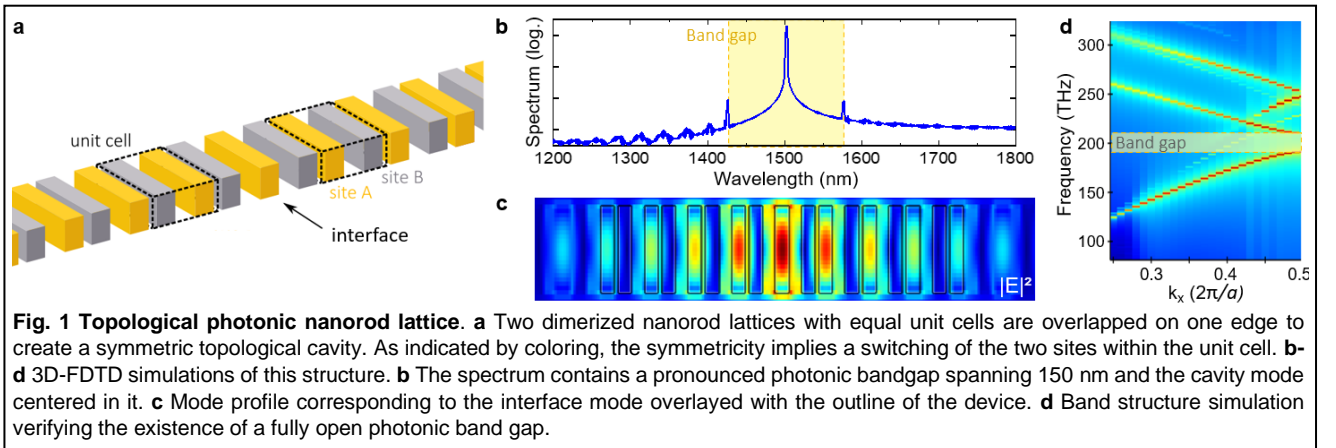 a
unit cell
site A
site B
interface
b
Band gap
Spectrum (log.)
1200 1300 1400 1500 1600 1700 1800
Wavelength (nm)
c
|E|²
d
Frequency (THz)
300
250
200
150
100
Band gap
0.3 0.4 0.5
kx (2π/a)
Fig. 1 Topological photonic nanorod lattice. a Two dimerized nanorod lattices with equal unit cells are overlapped on one edge to
create a symmetric topological cavity. As indicated by coloring, the symmetricity implies a switching of the two sites within the unit cell. b-
d 3D-FDTD simulations of this structure. b The spectrum contains a pronounced photonic bandgap spanning 150 nm and the cavity mode
centered in it. c Mode profile corresponding to the interface mode overlayed with the outline of the device. d Band structure simulation
verifying the existence of a fully open photonic band gap.